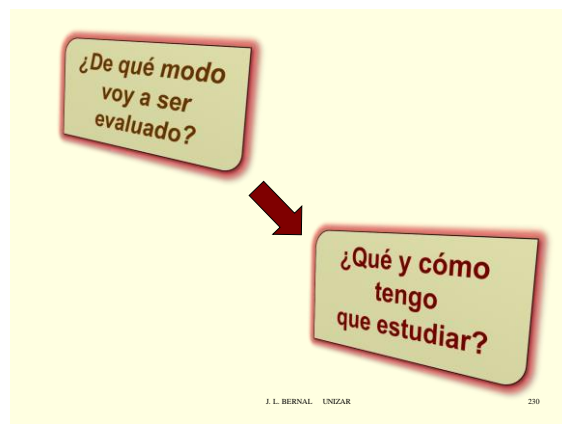 ¿De qué modo
voy a ser
evaluado?
¿Qué y cómo
tengo
que estudiar?
J. L. BERNAL UNIZAR 230